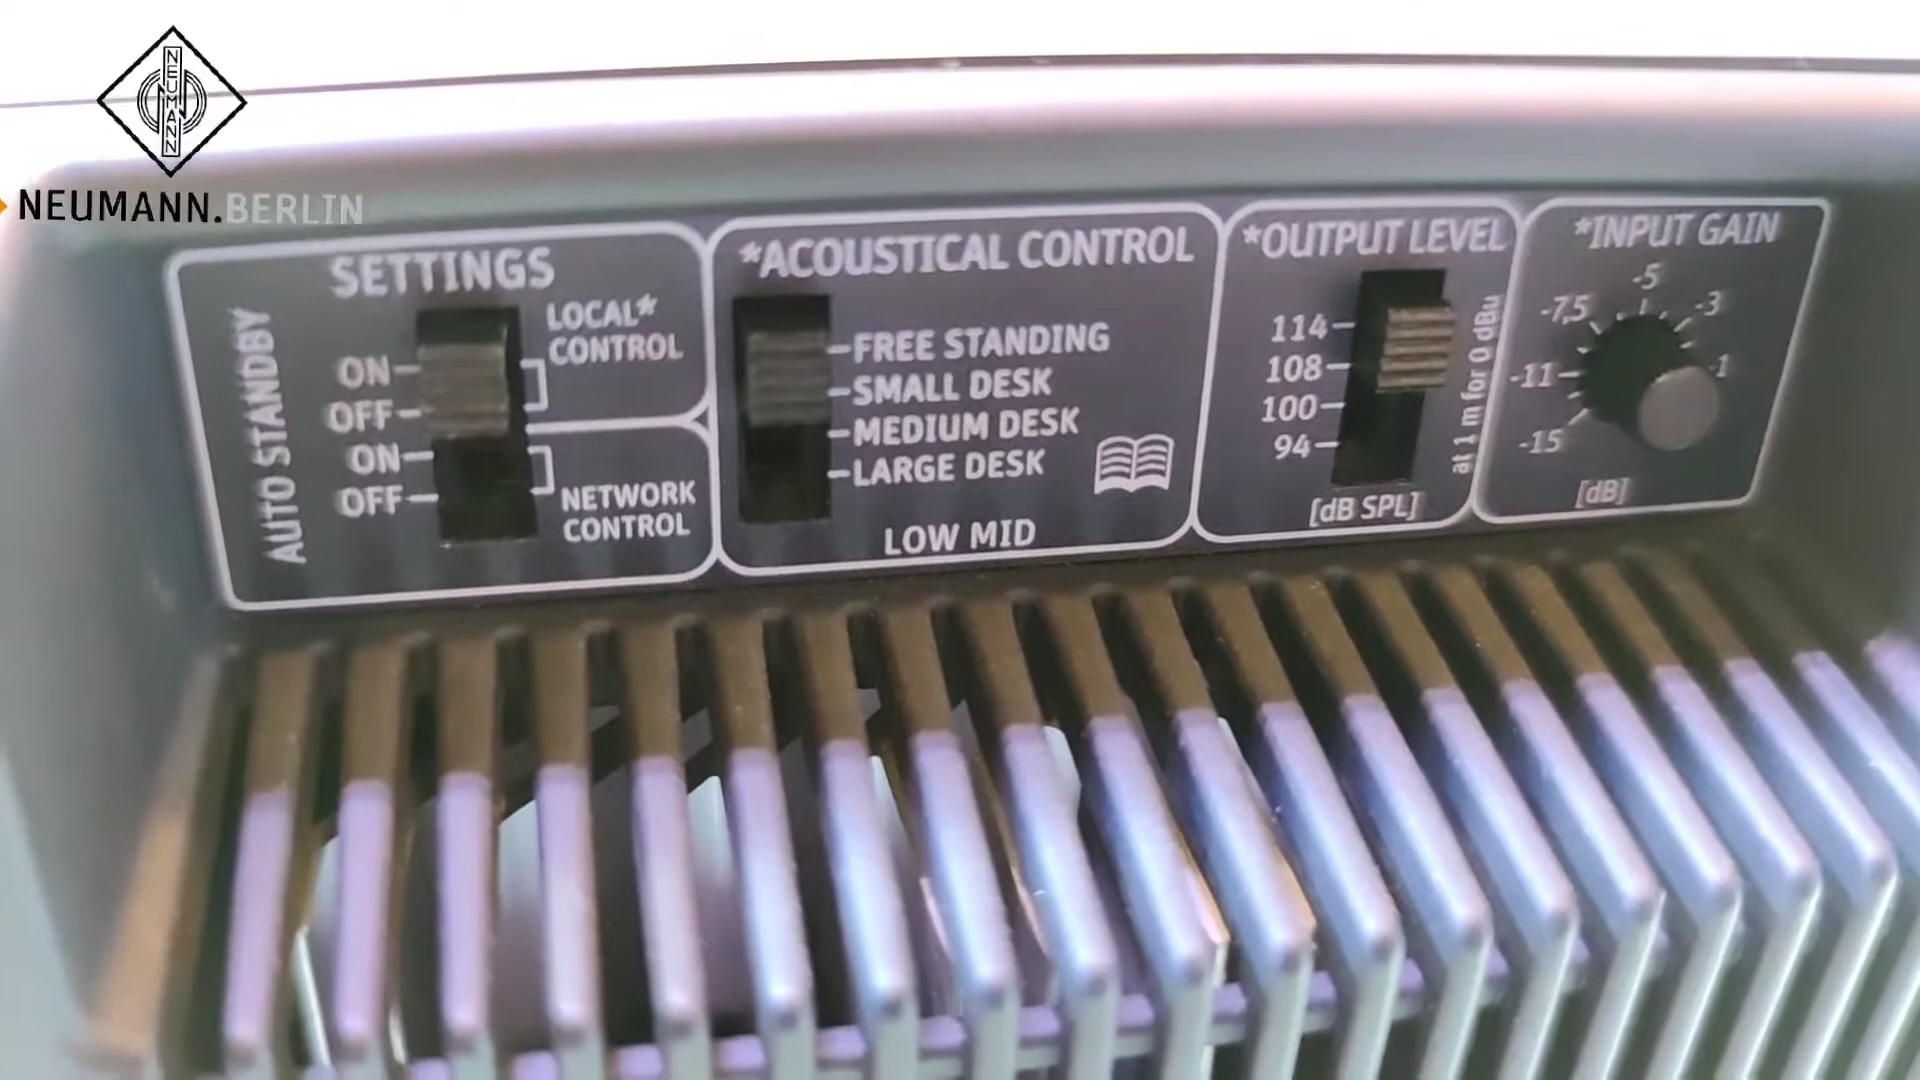 NEUMANN
NEUMANN.BERLIN
SETTINGS
AUTO STANDBY
LOCAL*
CONTROL
ON
OFF
ON
OFF
NETWORK
CONTROL
*ACOUSTICAL CONTROL
FREE STANDING
SMALL DESK
MEDIUM DESK
LARGE DESK
LOW MID
*OUTPUT LEVEL
114
108
100
94
at 1 m for 0 dBu
[dB SPL]
*INPUT GAIN
-5
-7,5
-3
-11
-1
-15
[dB]